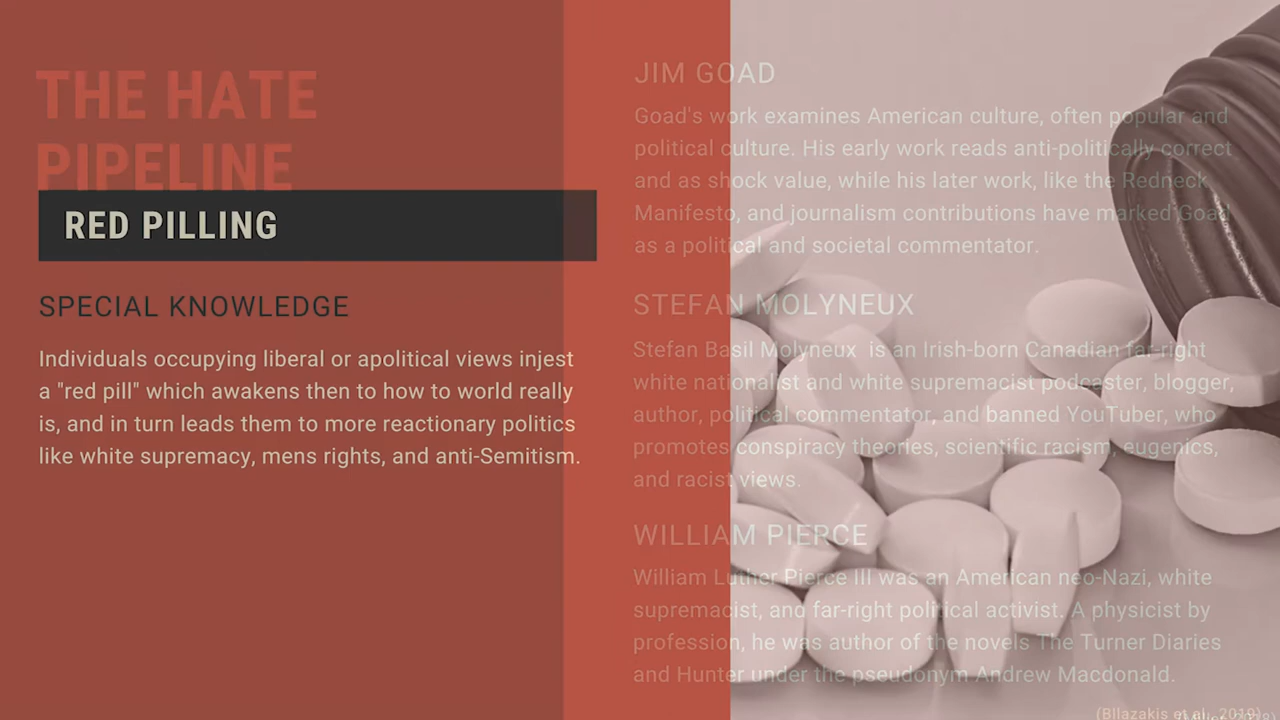 THE HATE
PIPELINE
RED PILLING
SPECIAL KNOWLEDGE
Individuals occupying liberal or apolitical views injest
a "red pill" which awakens then to how to world really
is, and in turn leads them to more reactionary politics
like white supremacy, mens rights, and anti-Semitism.
JIM GOAD
Goad's work examines American culture, often popular and
political culture. His early work reads anti-politically correct
and as shock value, while his later work, like the Redneck
Manifesto, and journalism contributions have marked Goad
as a political and societal commentator.
STEFAN MOLYNEUX
Stefan Basil Molyneux is an Irish-born Canadian far-right
white nationalist and white supremacist podcaster, blogger,
author, political commentator, and banned YouTuber, who
promotes conspiracy theories, scientific racism, eugenics,
and racist views.
WILLIAM PIERCE
William Luther Pierce III was an American neo-Nazi, white
supremacist, and far-right political activist. A physicist by
profession, he was author of the novels The Turner Diaries
and Hunter under the pseudonym Andrew Macdonald.
(Bllazakis et al., 2019)